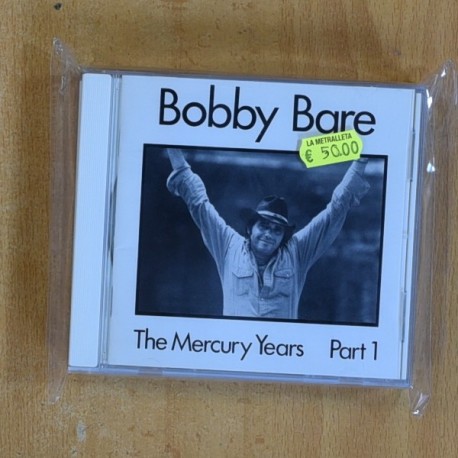 Bobby Bare
LA METRALLETA
€ 50.00
The Mercury Years Part 1